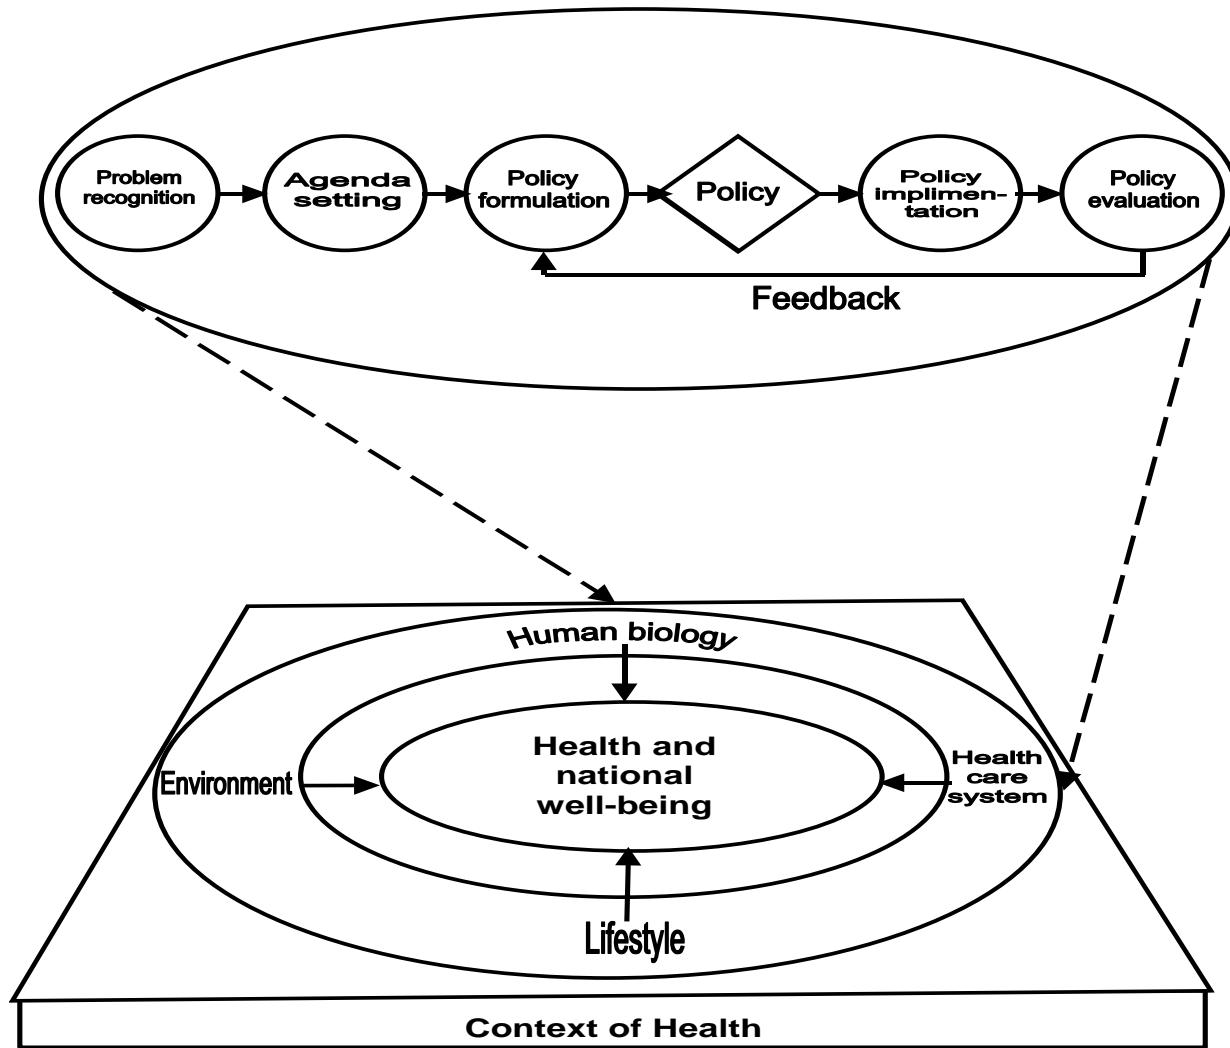 Problem
recognition
Agenda
setting
Policy
formulation
Policy
Policy
implimen-
tation
Policy
evaluation
Feedback
Human biology
Health and
national
well-being
Environment
Health
care
system
Lifestyle
Context of Health